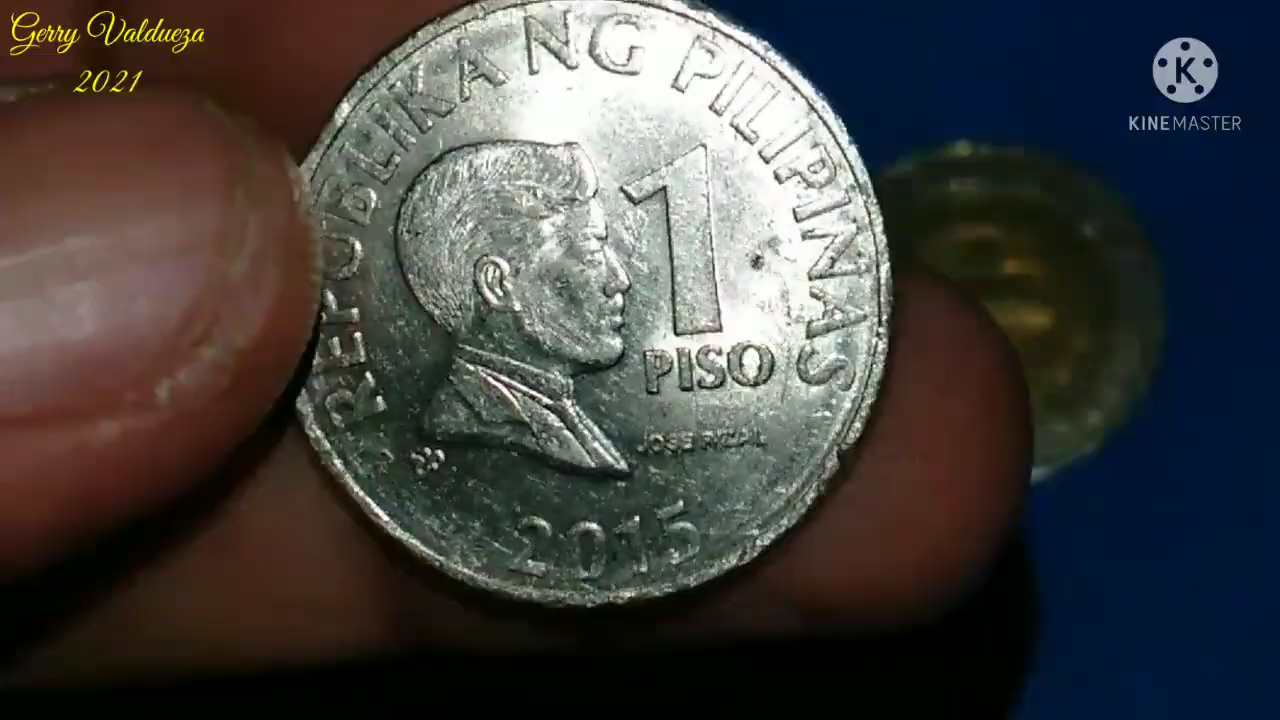 Gerry Valdueza
2021
KINEMASTER
REPUBLIKA NG PILIPINAS
1
PISO
JOSE RIZAL
2015